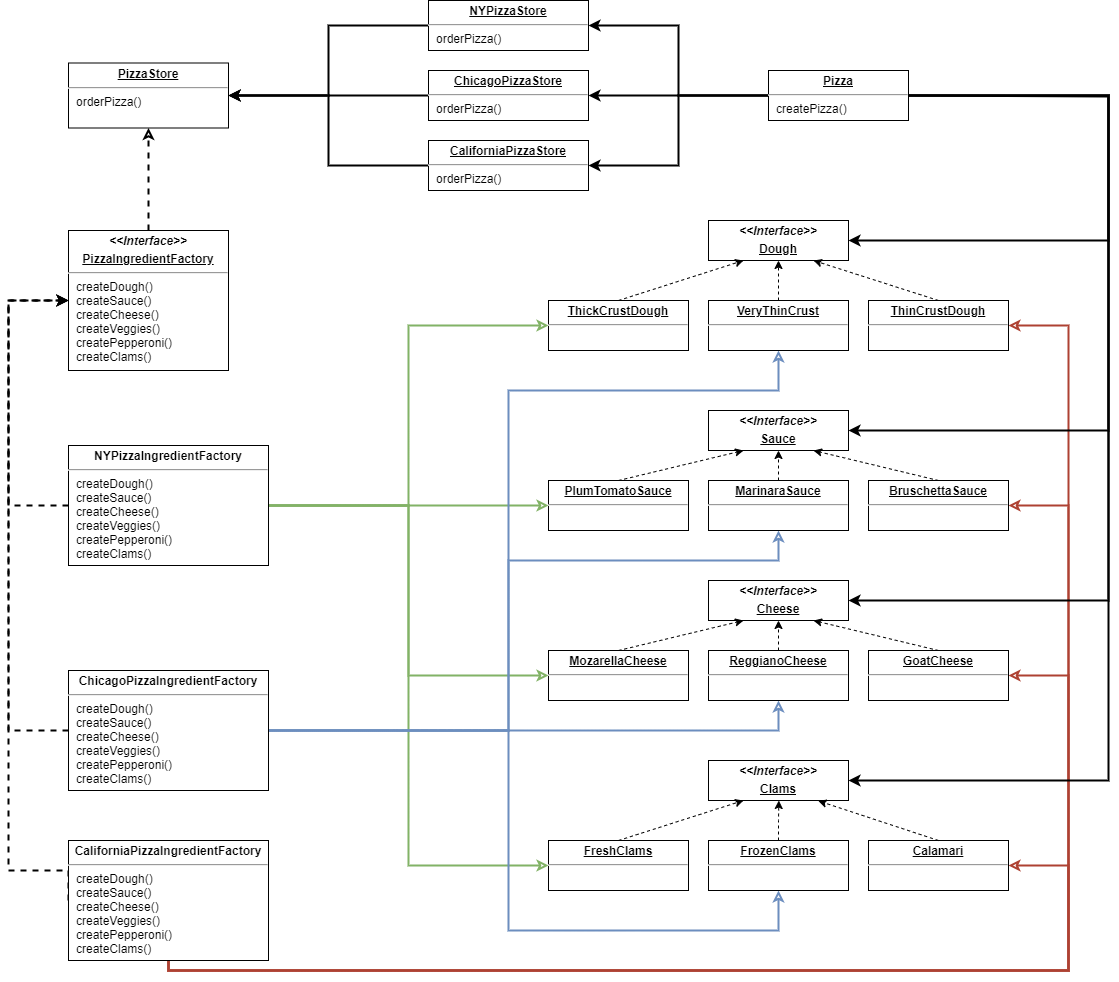 NYPizzaStore
orderPizza()
PizzaStore
orderPizza()
ChicagoPizzaStore
orderPizza()
Pizza
createPizza()
CaliforniaPizzaStore
orderPizza()
<<Interface>>
PizzaIngredientFactory
createDough()
createSauce()
createCheese()
createVeggies()
createPepperoni()
createClams()
<<Interface>>
Dough
ThickCrustDough
VeryThinCrust
ThinCrustDough
<<Interface>>
Sauce
PlumTomatoSauce
MarinaraSauce
BruschettaSauce
NYPizzaIngredientFactory
createDough()
createSauce()
createCheese()
createVeggies()
createPepperoni()
createClams()
<<Interface>>
Cheese
MozarellaCheese
ReggianoCheese
GoatCheese
ChicagoPizzaIngredientFactory
createDough()
createSauce()
createCheese()
createVeggies()
createPepperoni()
createClams()
<<Interface>>
Clams
FreshClams
FrozenClams
Calamari
CaliforniaPizzaIngredientFactory
createDough()
createSauce()
createCheese()
createVeggies()
createPepperoni()
createClams()